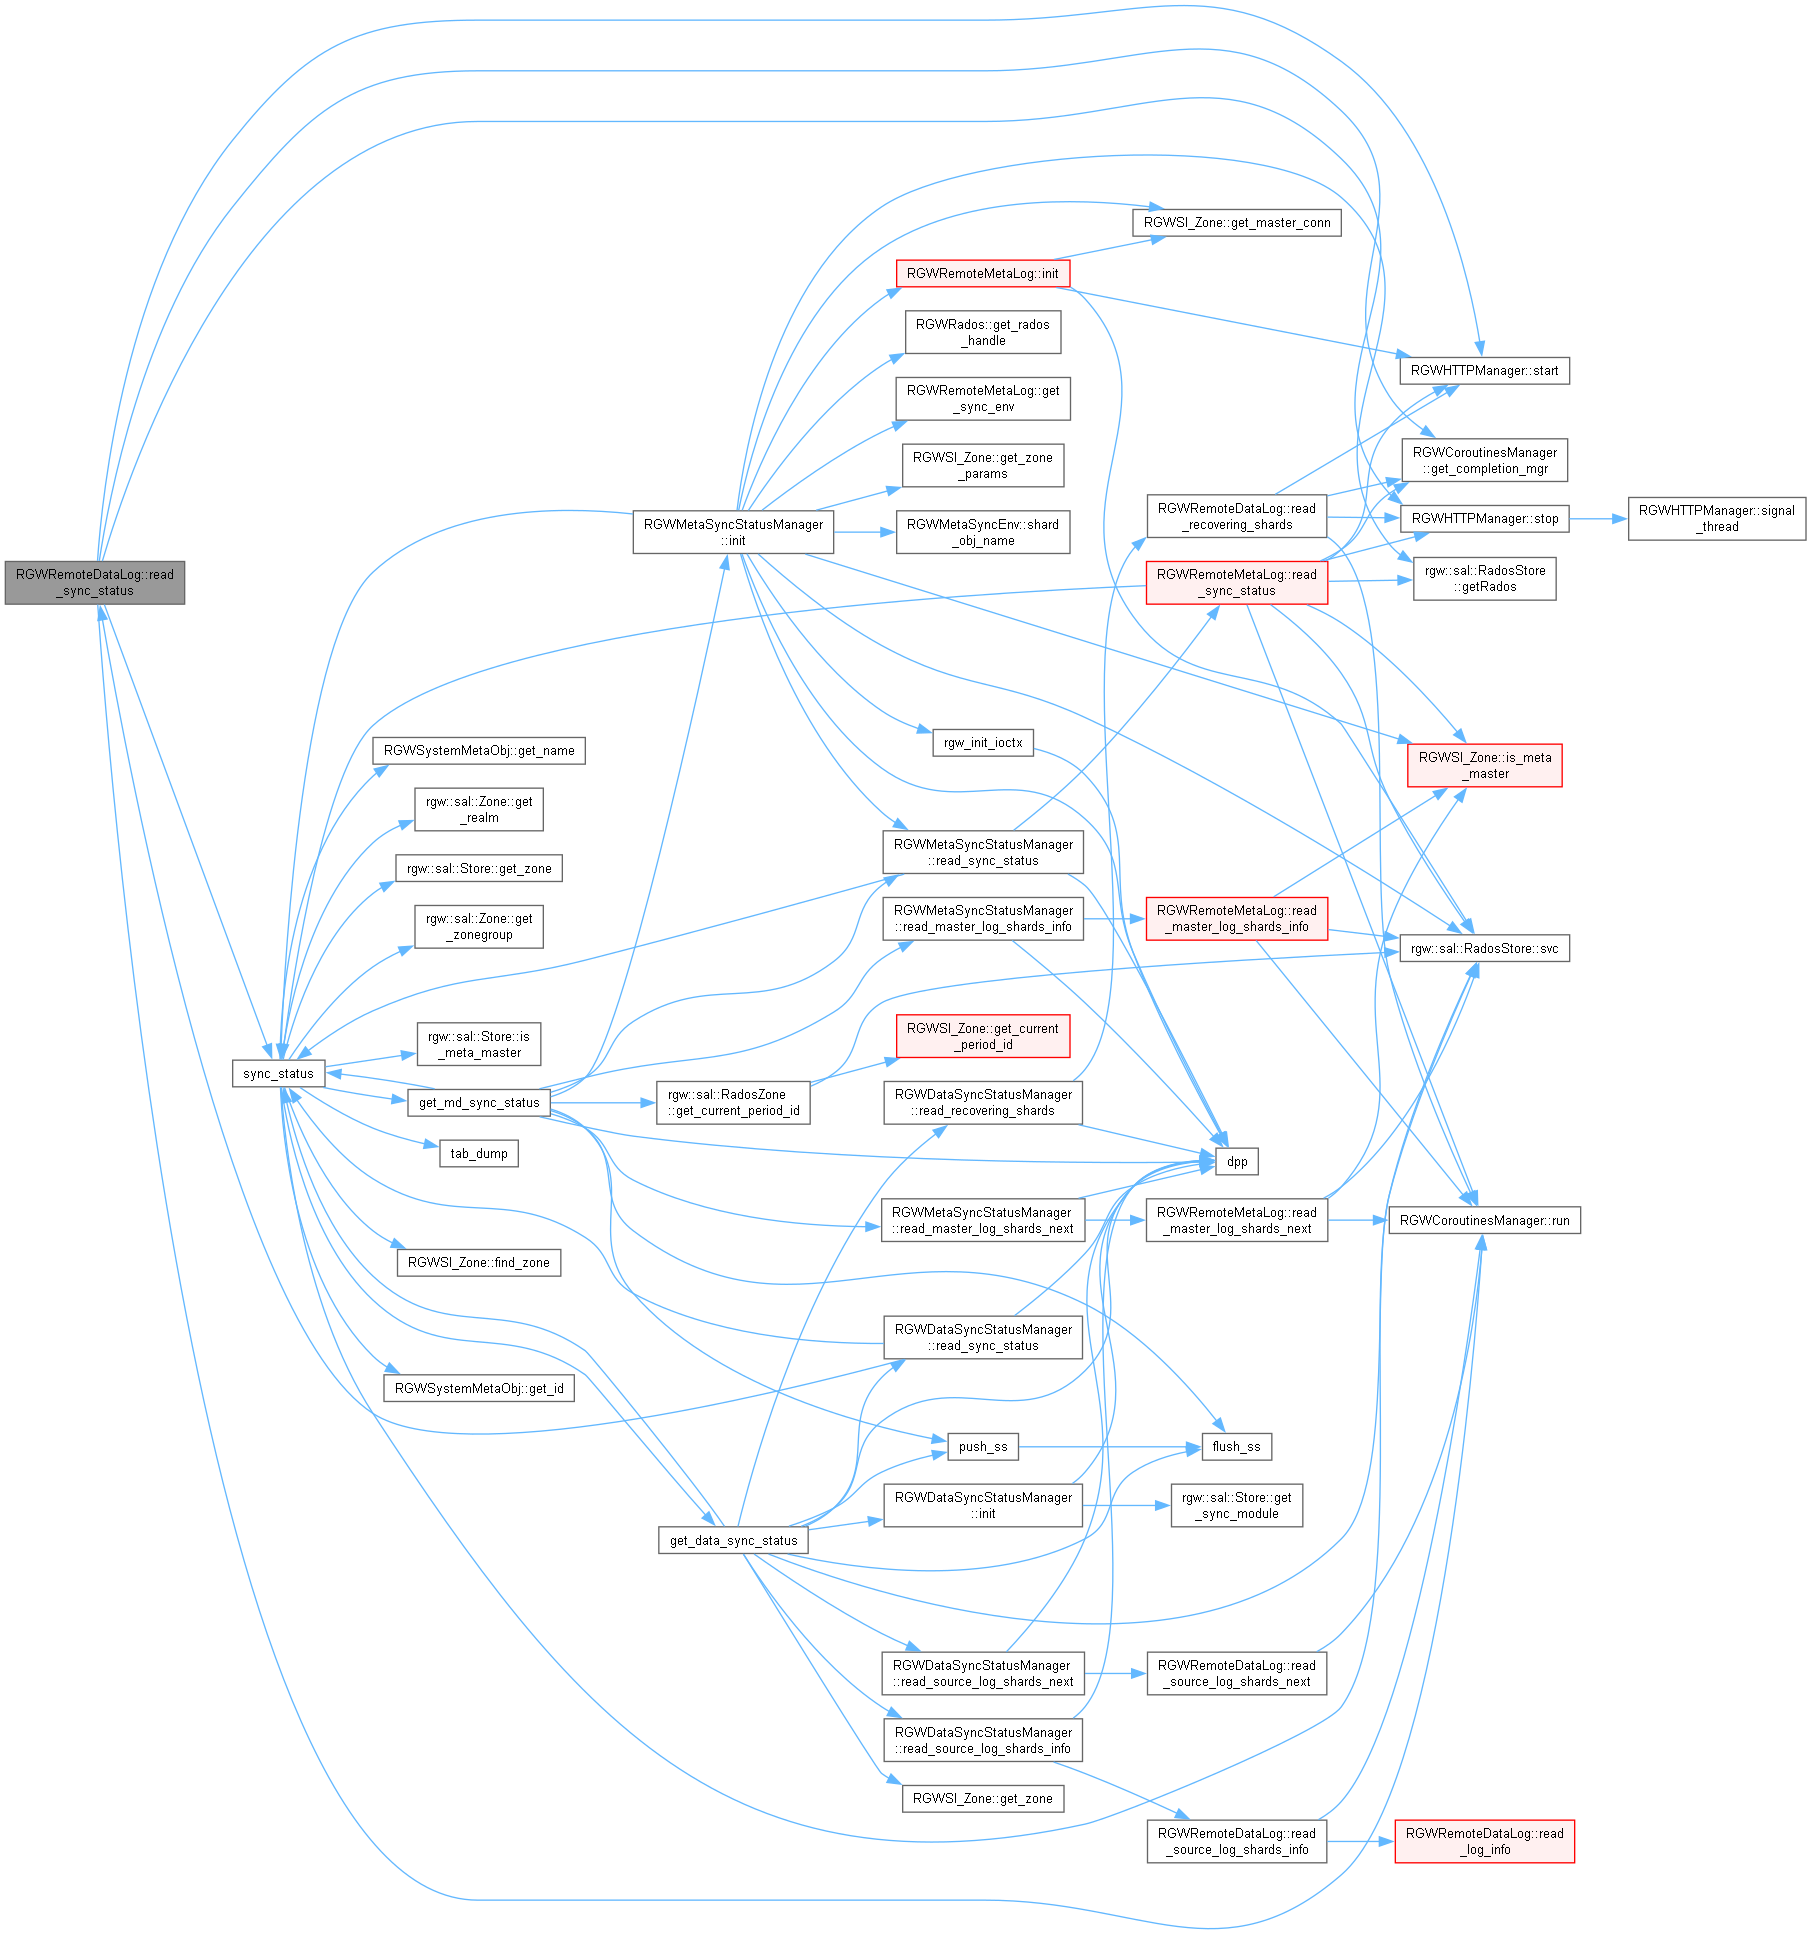 RGWRemoteDataLog::read
_sync_status
sync_status
RGWSystemMetaObj::get_name
rgw::sal::Zone::get
_realm
rgw::sal::Store::get_zone
rgw::sal::Zone::get
_zonegroup
rgw::sal::Store::is
_meta_master
get_md_sync_status
tab_dump
RGWSI_Zone::find_zone
RGWSystemMetaObj::get_id
RGWMetaSyncStatusManager
::init
rgw::sal::RadosZone
::get_current_period_id
get_data_sync_status
RGWRemoteMetaLog::init
RGWRados::get_rados
_handle
RGWRemoteMetaLog::get
_sync_env
RGWSI_Zone::get_zone
_params
RGWMetaSyncEnv::shard
_obj_name
rgw_init_ioctx
RGWMetaSyncStatusManager
::read_sync_status
RGWMetaSyncStatusManager
::read_master_log_shards_info
RGWSI_Zone::get_current
_period_id
RGWDataSyncStatusManager
::read_recovering_shards
RGWMetaSyncStatusManager
::read_master_log_shards_next
RGWDataSyncStatusManager
::read_sync_status
push_ss
RGWDataSyncStatusManager
::init
RGWDataSyncStatusManager
::read_source_log_shards_next
RGWDataSyncStatusManager
::read_source_log_shards_info
RGWSI_Zone::get_zone
RGWSI_Zone::get_master_conn
RGWRemoteDataLog::read
_recovering_shards
RGWRemoteMetaLog::read
_sync_status
RGWRemoteMetaLog::read
_master_log_shards_info
dpp
RGWRemoteMetaLog::read
_master_log_shards_next
flush_ss
rgw::sal::Store::get
_sync_module
RGWRemoteDataLog::read
_source_log_shards_next
RGWRemoteDataLog::read
_source_log_shards_info
RGWHTTPManager::start
RGWCoroutinesManager
::get_completion_mgr
RGWHTTPManager::stop
rgw::sal::RadosStore
::getRados
RGWSI_Zone::is_meta
_master
rgw::sal::RadosStore::svc
RGWCoroutinesManager::run
RGWRemoteDataLog::read
_log_info
RGWHTTPManager::signal
_thread